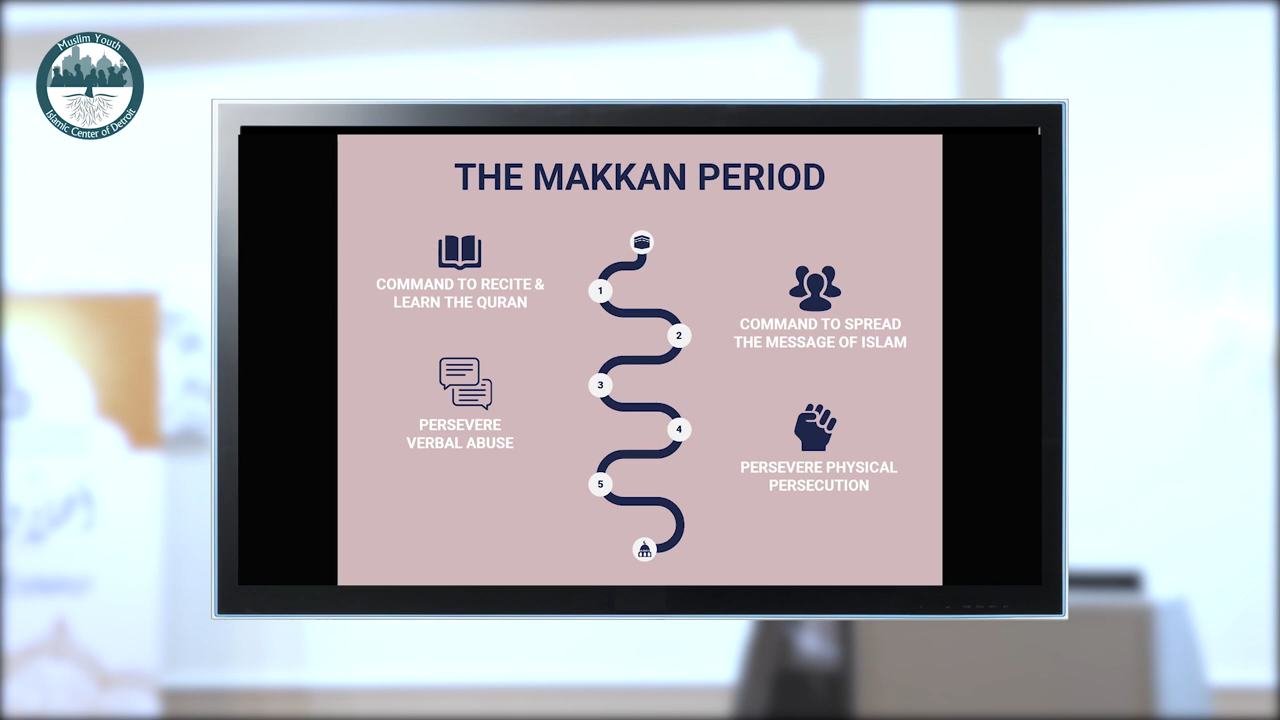 Muslim Youth
Islamic Center of Detroit
THE MAKKAN PERIOD
COMMAND TO RECITE &
LEARN THE QURAN
1
COMMAND TO SPREAD
THE MESSAGE OF ISLAM
2
PERSEVERE
VERBAL ABUSE
3
PERSEVERE PHYSICAL
PERSECUTION
4
5